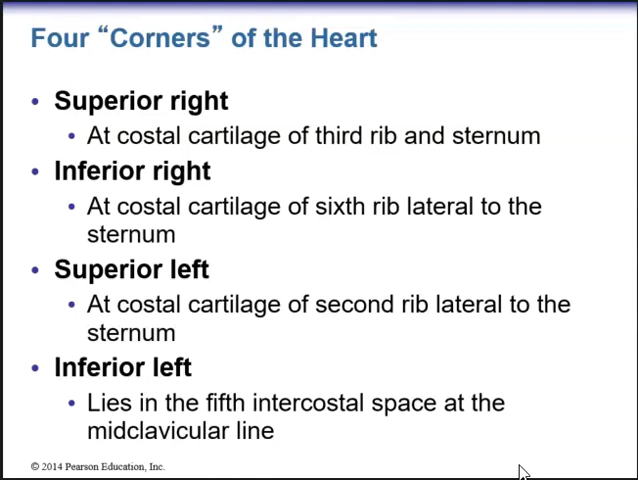 Four “Corners” of the Heart
• Superior right
• At costal cartilage of third rib and sternum
• Inferior right
• At costal cartilage of sixth rib lateral to the
sternum
• Superior left
• At costal cartilage of second rib lateral to the
sternum
• Inferior left
• Lies in the fifth intercostal space at the
midclavicular line
© 2014 Pearson Education, Inc.